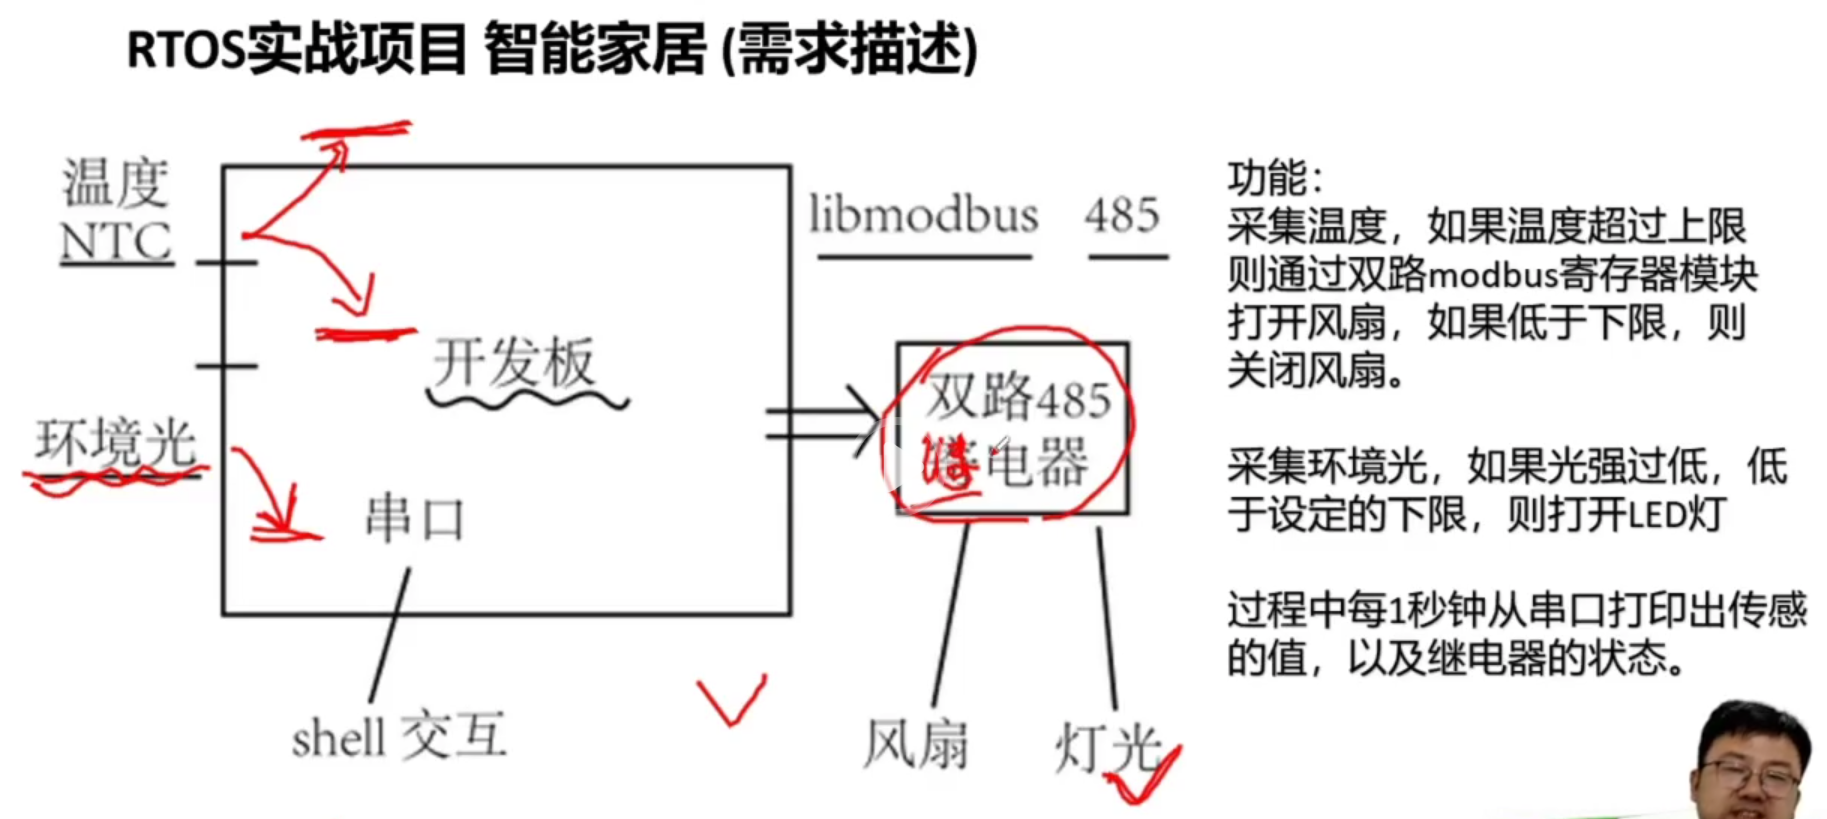 RTOS实战项目 智能家居 (需求描述)
温度
NTC
环境光
开发板
串口
shell 交互
libmodbus 485
双路485
电器
风扇
灯光
功能：
采集温度，如果温度超过上限
则通过双路modbus寄存器模块
打开风扇，如果低于下限，则
关闭风扇。
采集环境光，如果光强过低，低
于设定的下限，则打开LED灯
过程中每1秒钟从串口打印出传感
的值，以及继电器的状态。